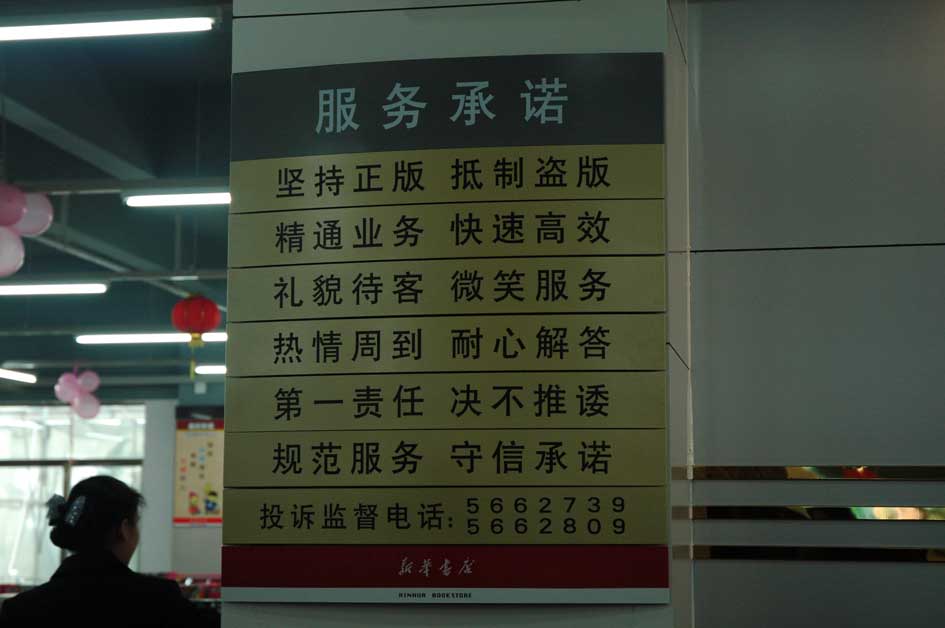 服务承诺
坚持正版 抵制盗版
精通业务 快速高效
礼貌待客 微笑服务
热情周到 耐心解答
第一责任 决不推诿
规范服务 守信承诺
投诉监督电话: 5662739
5662809
新华书店
XINHUA BOOKSTORE